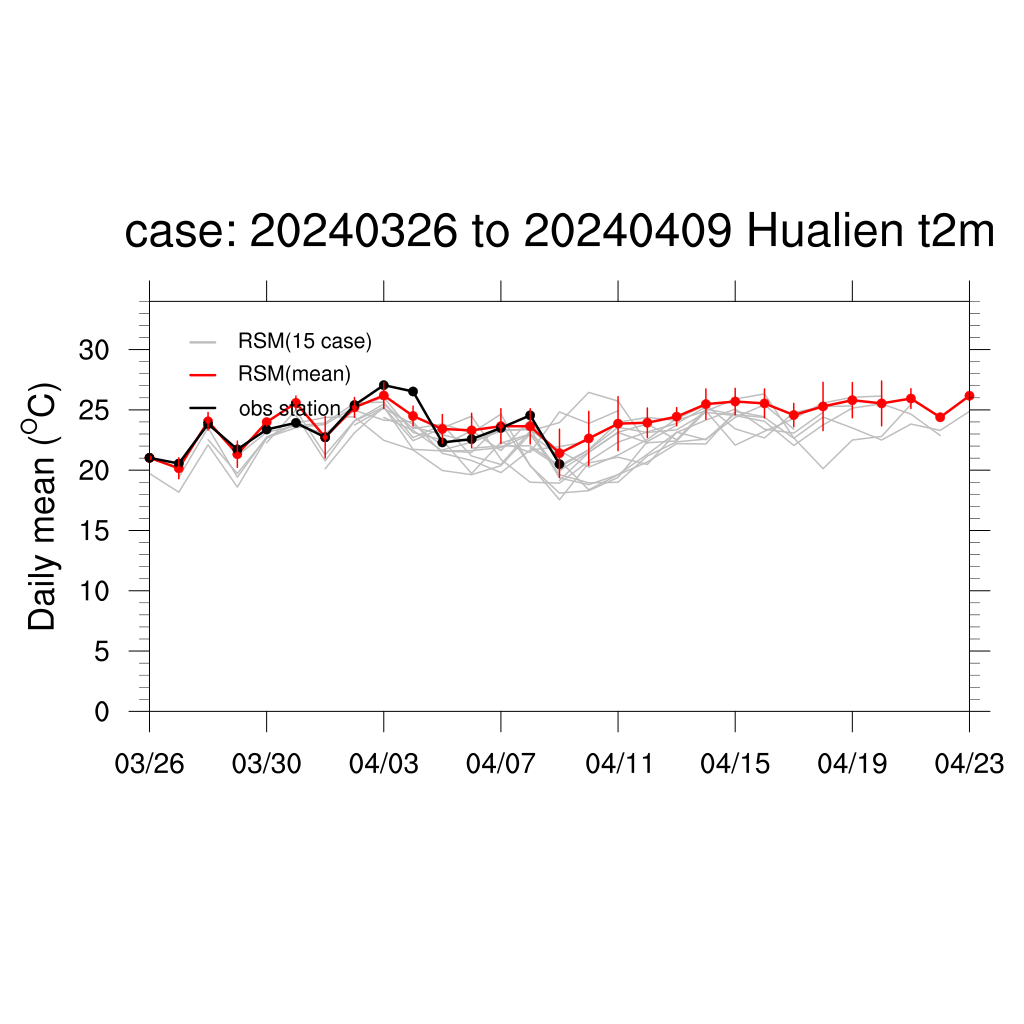 case: 20240326 to 20240409 Hualien t2m
RSM(15 case)
RSM(mean)
obs station
Daily mean (°C)
30
25
20
15
10
5
0
03/26 03/30 04/03 04/07 04/11 04/15 04/19 04/23